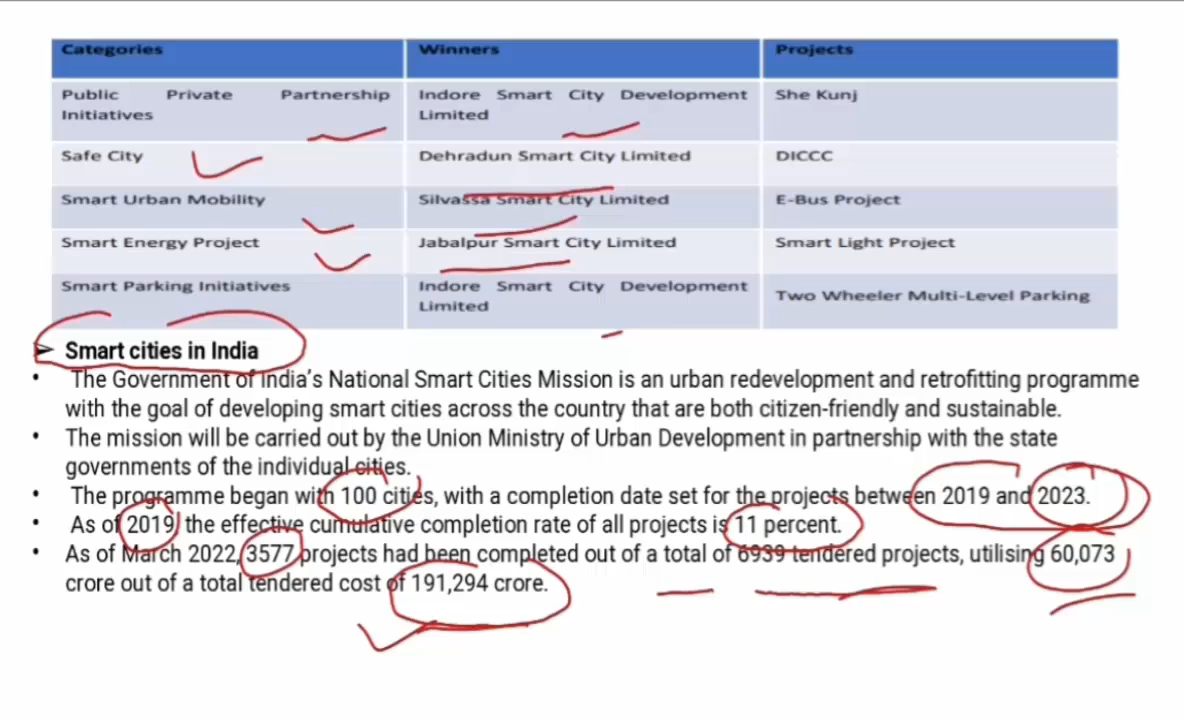 Categories Winners Projects
Public Private Partnership Indore Smart City Development She Kunj
Initiatives Limited
Safe City Dehradun Smart City Limited DICCC
Smart Urban Mobility Silvassa Smart City Limited E-Bus Project
Smart Energy Project Jabalpur Smart City Limited Smart Light Project
Smart Parking Initiatives Indore Smart City Development Two Wheeler Multi-Level Parking
Limited
➤ Smart cities in India
• The Government of India's National Smart Cities Mission is an urban redevelopment and retrofitting programme
with the goal of developing smart cities across the country that are both citizen-friendly and sustainable.
• The mission will be carried out by the Union Ministry of Urban Development in partnership with the state
governments of the individual cities.
• The programme began with 100 cities, with a completion date set for the projects between 2019 and 2023.
• As of 2019, the effective cumulative completion rate of all projects is 11 percent.
• As of March 2022, 3577 projects had been completed out of a total of 6939 tendered projects, utilising 60,073
crore out of a total tendered cost of 191,294 crore.